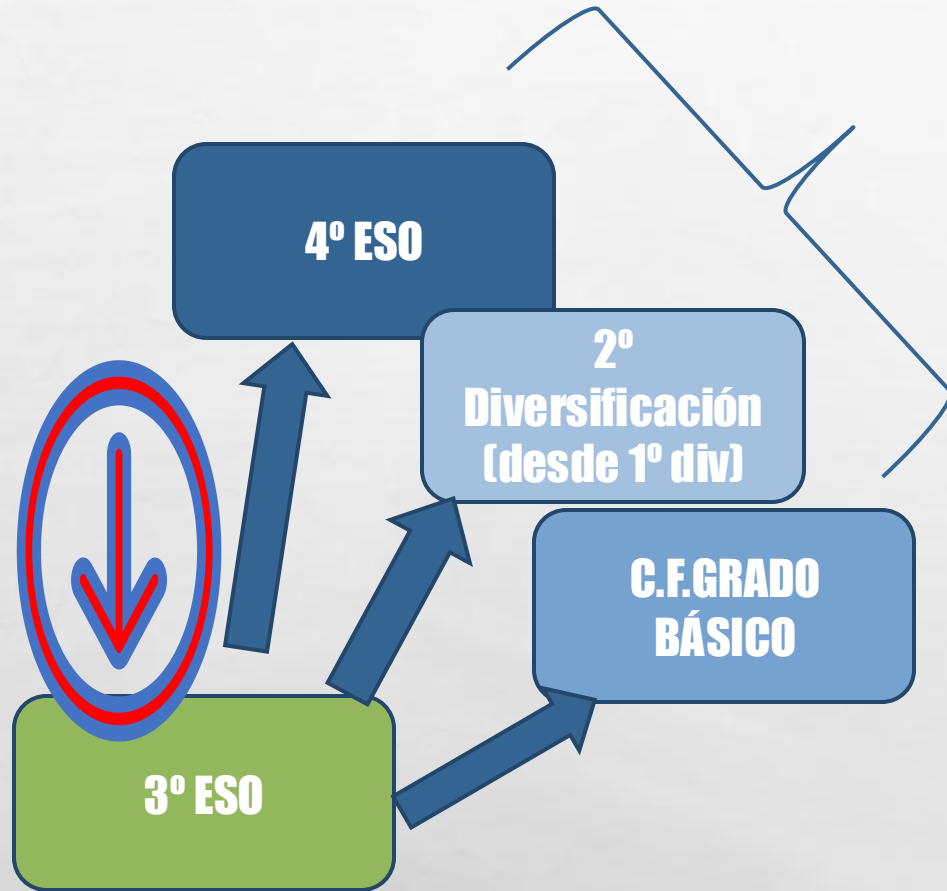 4º ESO
2º
Diversificación
(desde 1º div)
C.F.GRADO
BÁSICO
3º ESO